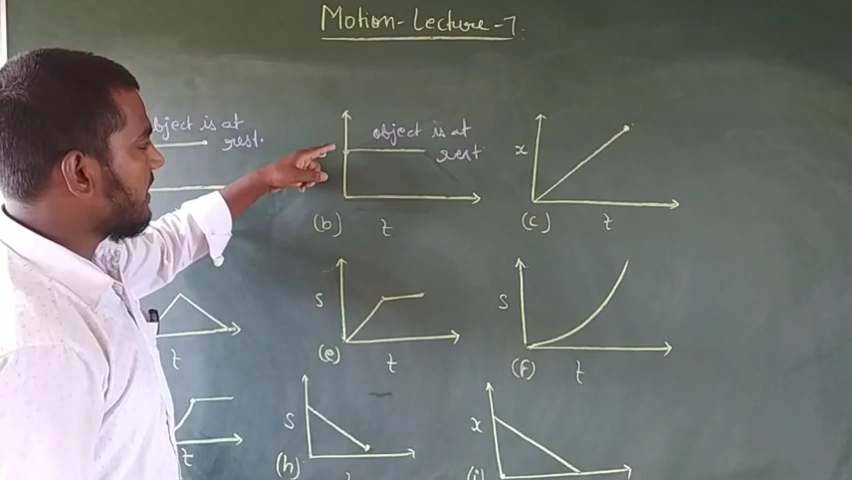 Motion-Lecture-7.
object is at
rest.
object is at
rest
(b)
t
x
(c)
t
t
S
(e)
t
S
(f)
t
t
S
(h)
x
(i)